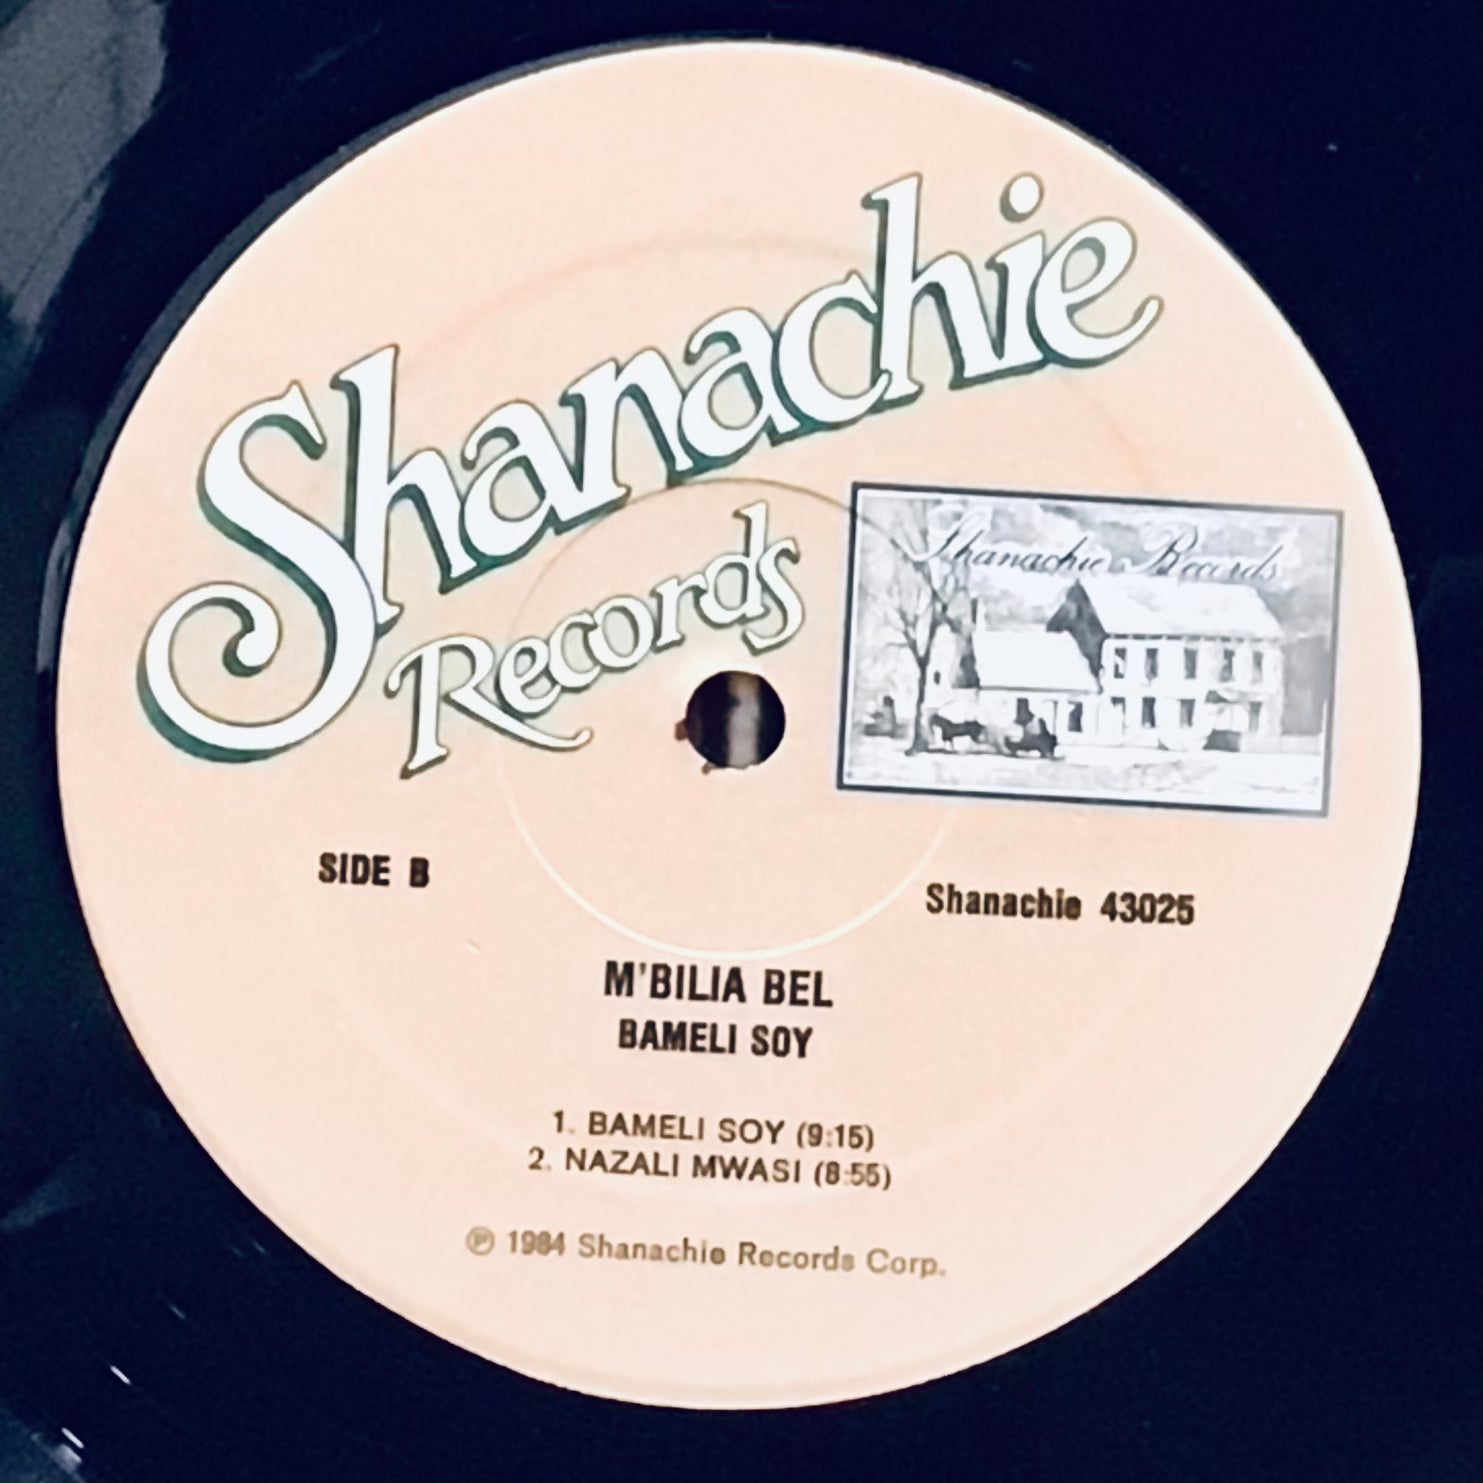 Shanachie
Records
Shanachie Records
SIDE B
Shanachie 43025
M'BILIA BEL
BAMELI SOY
1. BAMELI SOY (9:15)
2. NAZALI MWASI (8:55)
℗ 1984 Shanachie Records Corp.